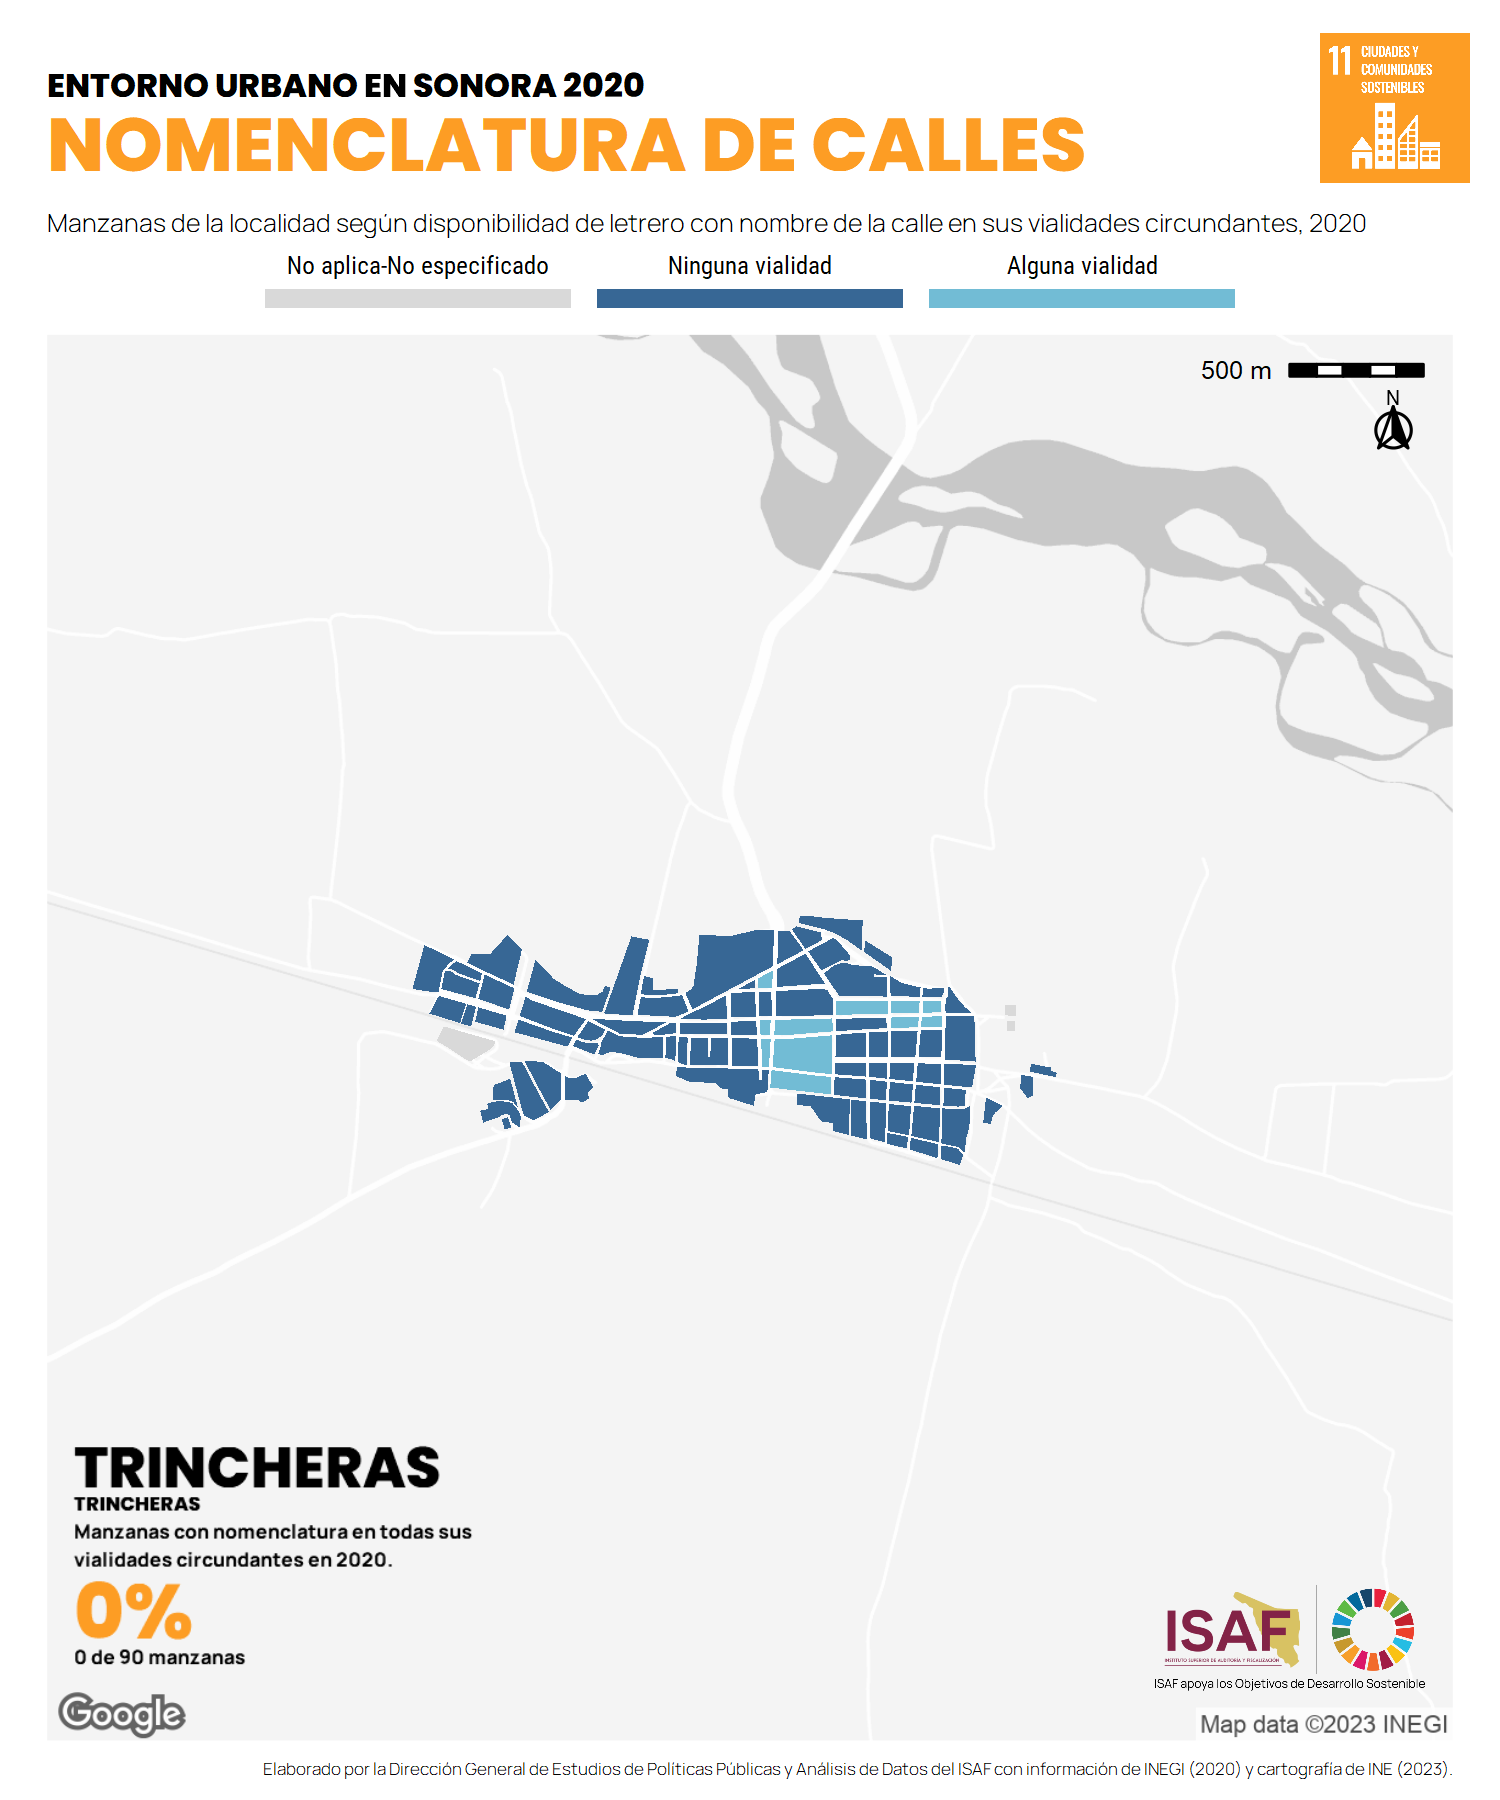 ENTORNO URBANO EN SONORA 2020
NOMENCLATURA DE CALLES
11 CIUDADES Y
COMUNIDADES
SOSTENIBLES
Manzanas de la localidad según disponibilidad de letrero con nombre de la calle en sus vialidades circundantes, 2020
No aplica-No especificado Ninguna vialidad Alguna vialidad
500 m
N
TRINCHERAS
TRINCHERAS
Manzanas con nomenclatura en todas sus
vialidades circundantes en 2020.
0%
0 de 90 manzanas
ISAF
INSTITUTO SUPERIOR DE AUDITORÍA Y FISCALIZACIÓN
ISAF apoya los Objetivos de Desarrollo Sostenible
Google
Map data ©2023 INEGI
Elaborado por la Dirección General de Estudios de Políticas Públicas y Análisis de Datos del ISAF con información de INEGI (2020) y cartografía de INE (2023).